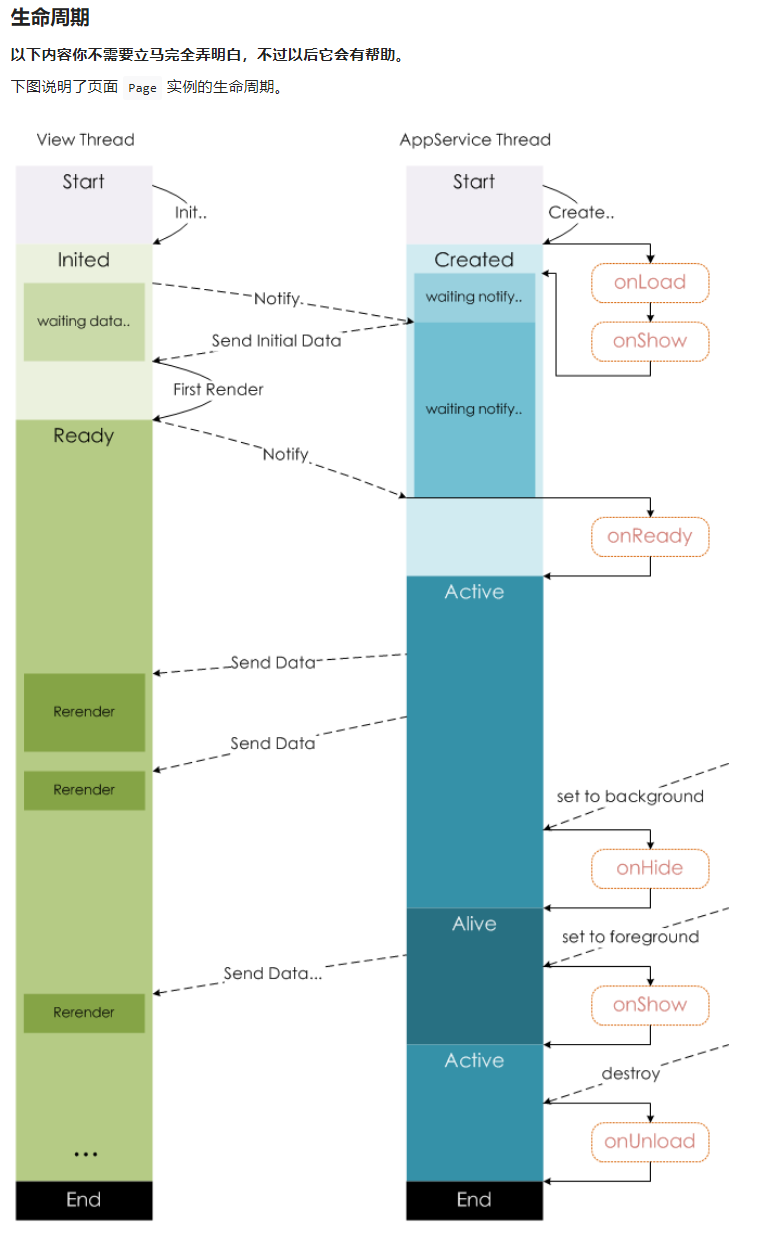 生命周期
以下内容你不需要立马完全弄明白，不过以后它会有帮助。
下图说明了页面 Page 实例的生命周期。
View Thread
AppService Thread
Start
Start
Init..
Create..
Inited
Created
onLoad
waiting notify..
Notify
waiting data..
Send Initial Data
onShow
First Render
waiting notify..
Ready
Notify
onReady
Active
Send Data
Rerender
Send Data
Rerender
set to background
onHide
Alive
set to foreground
Send Data...
onShow
Rerender
Active
destroy
onUnload
...
End
End